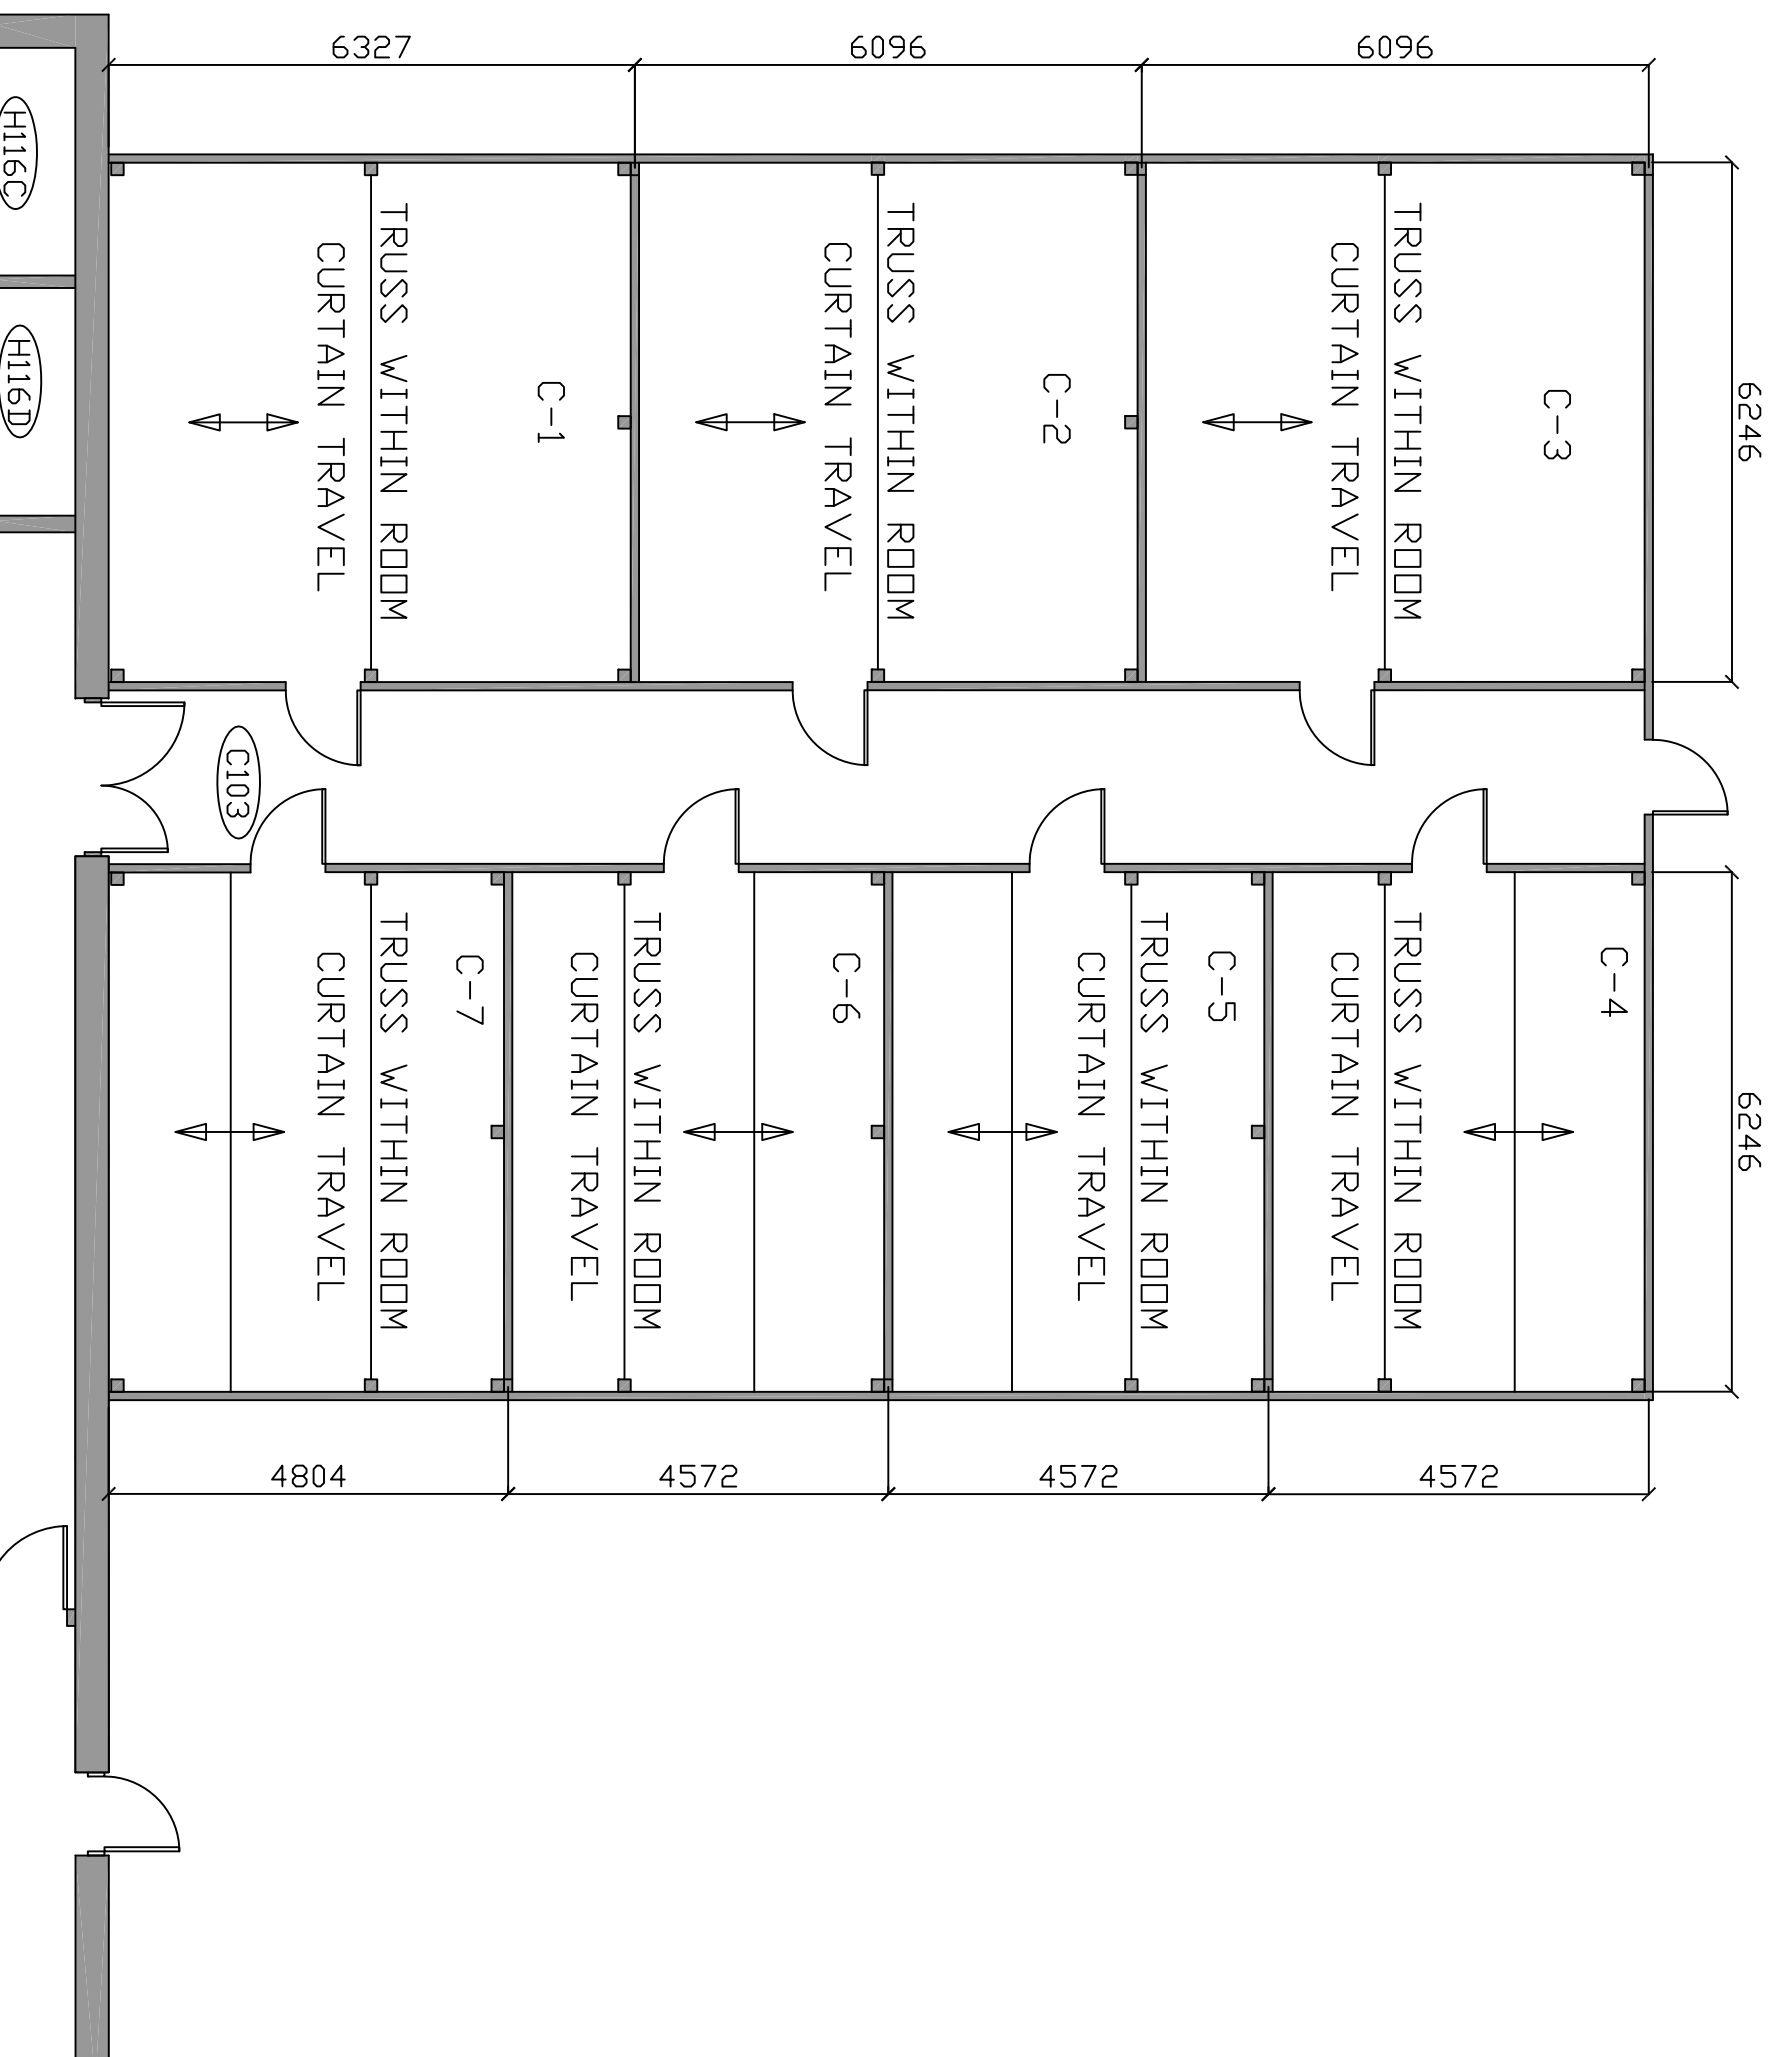 6327
6096
6096
H116C
H116D
TRUSS WITHIN ROOM
CURTAIN TRAVEL
C-1
TRUSS WITHIN ROOM
CURTAIN TRAVEL
C-2
TRUSS WITHIN ROOM
CURTAIN TRAVEL
C-3
6246
C103
TRUSS WITHIN ROOM
CURTAIN TRAVEL
C-7
TRUSS WITHIN ROOM
CURTAIN TRAVEL
C-6
TRUSS WITHIN ROOM
CURTAIN TRAVEL
C-5
TRUSS WITHIN ROOM
CURTAIN TRAVEL
C-4
6246
4804
4572
4572
4572